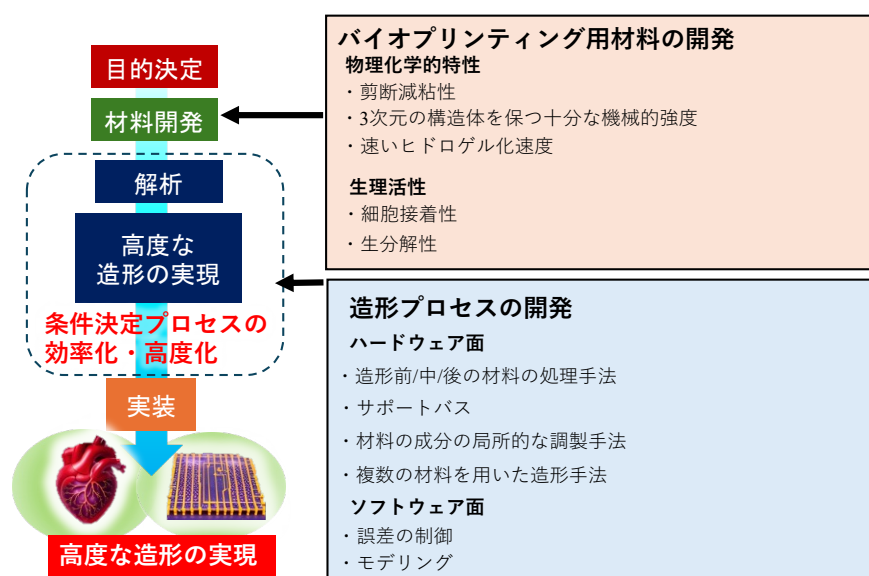 目的決定
材料開発
解析
高度な
造形の実現
条件決定プロセスの
効率化・高度化
実装
高度な造形の実現
バイオプリンティング用材料の開発
物理化学的特性
・剪断減粘性
・3次元の構造体を保つ十分な機械的強度
・速いヒドロゲル化速度
生理活性
・細胞接着性
・生分解性
造形プロセスの開発
ハードウェア面
・造形前/中/後の材料の処理手法
・サポートバス
・材料の成分の局所的な調製手法
・複数の材料を用いた造形手法
ソフトウェア面
・誤差の制御
・モデリング